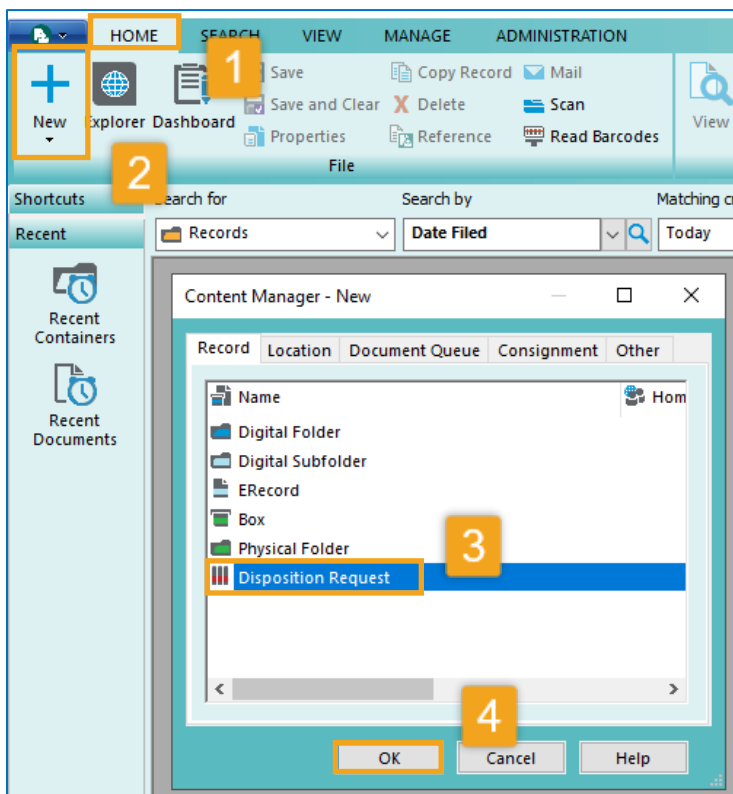 HOME SEARCH VIEW MANAGE ADMINISTRATION
1
Save Copy Record Mail
Save and Clear Delete Scan
New Explorer Dashboard Properties Reference Read Barcodes View
File
2
Shortcuts Search for Search by Matching c
Recent Records Date Filed Today
Recent
Containers
Recent
Documents
Content Manager - New
Record Location Document Queue Consignment Other
Name Hom
Digital Folder
Digital Subfolder
ERecord
Box
Physical Folder
3
Disposition Request
4
OK Cancel Help